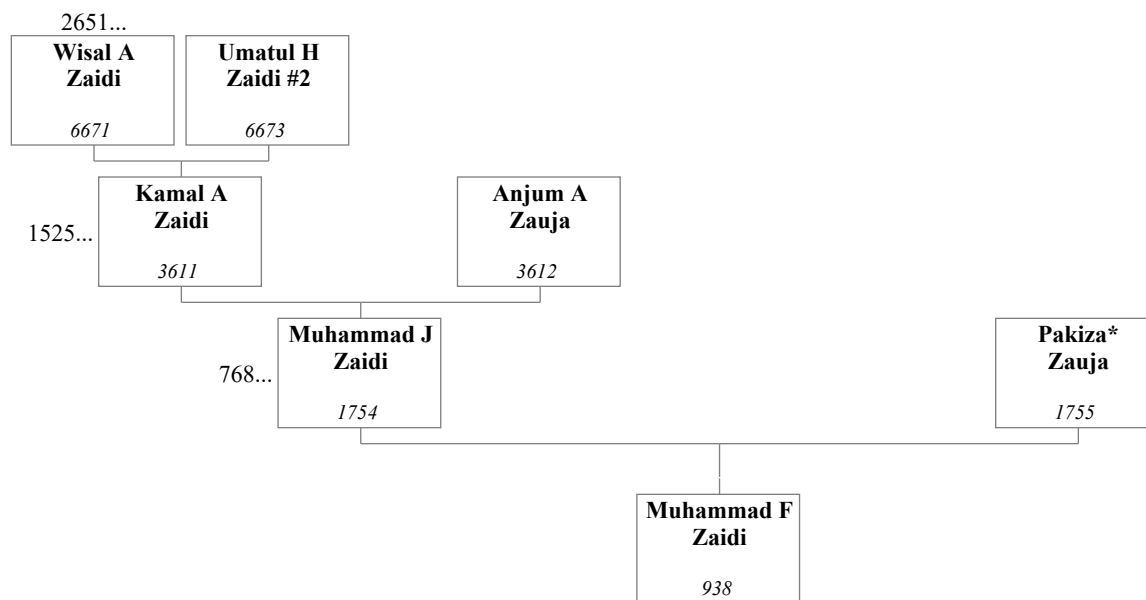 2651...
Wisal A
Zaidi
6671
Umatul H
Zaidi #2
6673
1525...
Kamal A
Zaidi
3611
Anjum A
Zauja
3612
768...
Muhammad J
Zaidi
1754
Pakiza*
Zauja
1755
Muhammad F
Zaidi
938